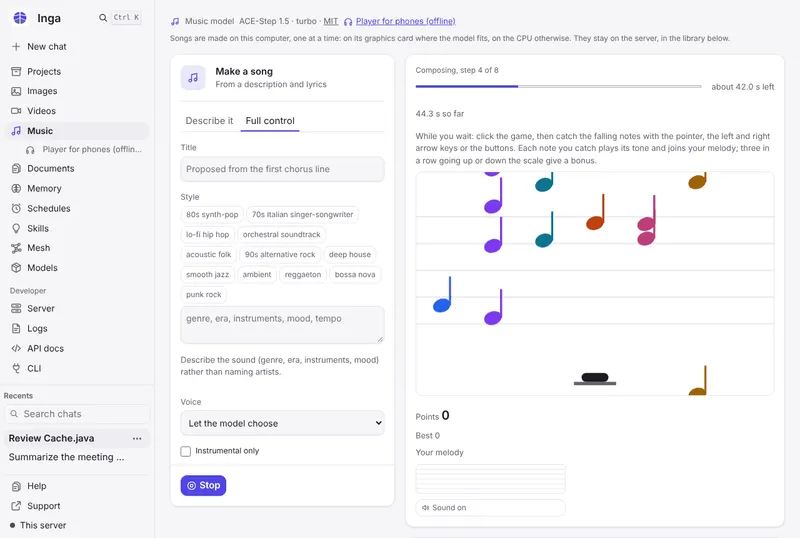 Inga
Ctrl K
New chat
Projects
Images
Videos
Music
Player for phones (offlin...
Documents
Memory
Schedules
Skills
Mesh
Models
Developer
Server
Logs
API docs
CLI
Recents
Search chats
Review Cache.java
Summarize the meeting ...
Help
Support
This server
Music model ACE-Step 1.5 · turbo · MIT Player for phones (offline)
Songs are made on this computer, one at a time: on its graphics card where the model fits, on the CPU otherwise. They stay on the server, in the library below.
Make a song
From a description and lyrics
Describe it Full control
Title
Proposed from the first chorus line
Style
80s synth-pop 70s Italian singer-songwriter
lo-fi hip hop orchestral soundtrack
acoustic folk 90s alternative rock deep house
smooth jazz ambient reggaeton bossa nova
punk rock
genre, era, instruments, mood, tempo
Describe the sound (genre, era, instruments, mood)
rather than naming artists.
Voice
Let the model choose
Instrumental only
Stop
Composing, step 4 of 8
about 42.0 s left
44.3 s so far
While you wait: click the game, then catch the falling notes with the pointer, the left and right
arrow keys or the buttons. Each note you catch plays its tone and joins your melody; three in
a row going up or down the scale give a bonus.
Points 0
Best 0
Your melody
Sound on